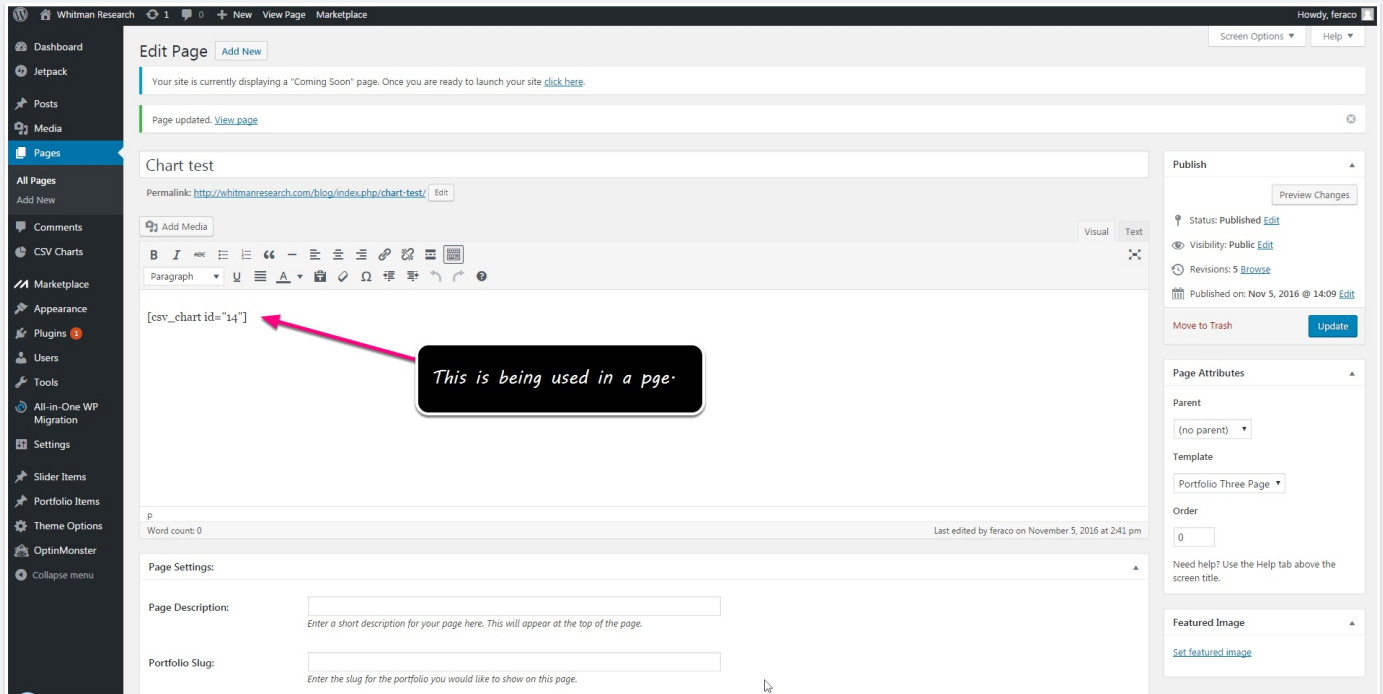 Whitman Research 1 0 New View Page Marketplace Howdy, feraco
Screen Options Help
Dashboard
Jetpack
Posts
Media
Pages
All Pages
Add New
Comments
CSV Charts
Marketplace
Appearance
Plugins 1
Users
Tools
All-in-One WP
Migration
Settings
Slider Items
Portfolio Items
Theme Options
OptinMonster
Collapse menu
Edit Page Add New
Your site is currently displaying a "Coming Soon" page. Once you are ready to launch your site click here.
Page updated. View page
Chart test
Permalink: http://whitmanresearch.com/blog/index.php/chart-test/ Edit
Add Media
Visual Text
B I ABC
Paragraph U A Ω
[csv_chart id="14"]
This is being used in a pge.
p
Word count: 0 Last edited by feraco on November 5, 2016 at 2:41 pm
Page Settings:
Page Description:
Enter a short description for your page here. This will appear at the top of the page.
Portfolio Slug:
Enter the slug for the portfolio you would like to show on this page.
Publish
Preview Changes
Status: Published Edit
Visibility: Public Edit
Revisions: 5 Browse
Published on: Nov 5, 2016 @ 14:09 Edit
Move to Trash Update
Page Attributes
Parent
(no parent)
Template
Portfolio Three Page
Order
0
Need help? Use the Help tab above the
screen title.
Featured Image
Set featured image